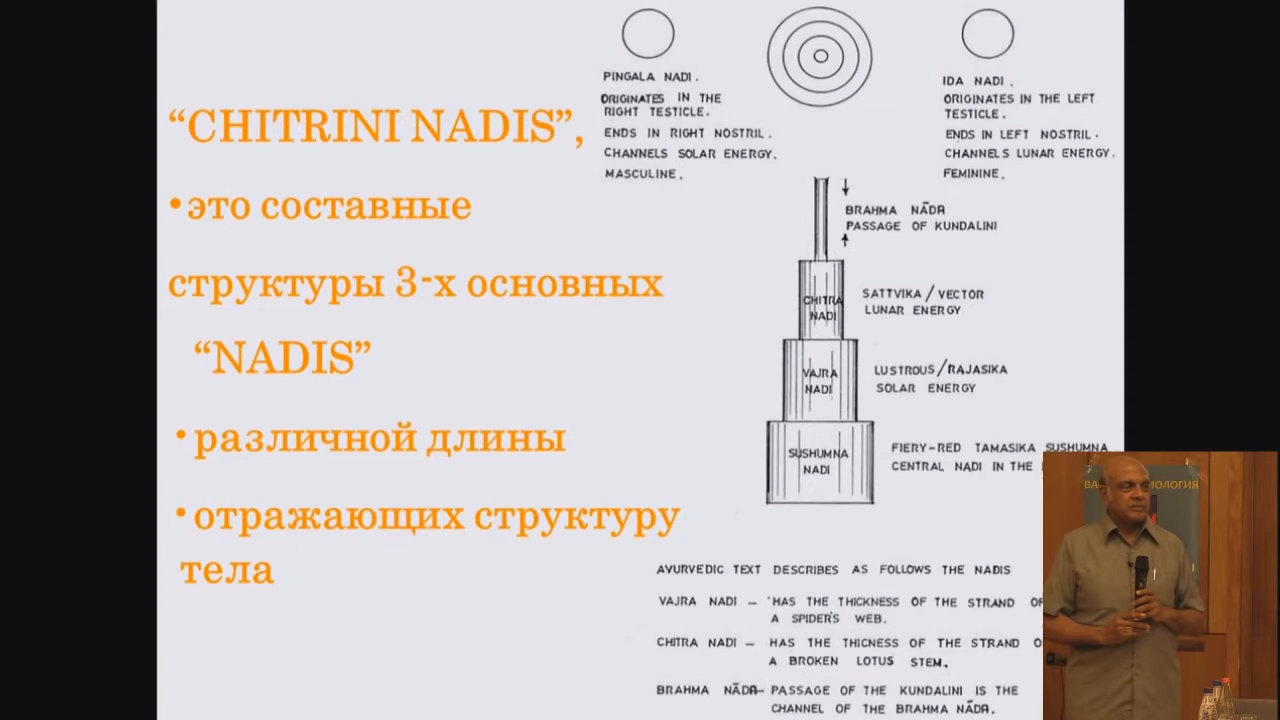 “CHITRINI NADIS”,
•это составные
структуры 3-х основных
“NADIS”
•различной длины
•отражающих структуру
тела
PINGALA NADI.
ORIGINATES IN THE
RIGHT TESTICLE.
ENDS IN RIGHT NOSTRIL.
CHANNELS SOLAR ENERGY.
MASCULINE.
IDA NADI.
ORIGINATES IN THE LEFT
TESTICLE.
ENDS IN LEFT NOSTRIL.
CHANNELS LUNAR ENERGY.
FEMININE.
BRAHMA NĀDA
PASSAGE OF KUNDALINI
CHITRA
NADI
SATTVIKA/VECTOR
LUNAR ENERGY
VAJRA
NADI
LUSTROUS/RAJASIKA
SOLAR ENERGY
SUSHUMNA
NADI
FIERY-RED TAMASIKA SUSHUMNA
CENTRAL NADI IN THE
AYURVEDIC TEXT DESCRIBES AS FOLLOWS THE NADIS
VAJRA NADI – 'HAS THE THICKNESS OF THE STRAND OF
A SPIDER'S WEB.
CHITRA NADI – HAS THE THICNESS OF THE STRAND
A BROKEN LOTUS STEM.
BRAHMA NĀDA– PASSAGE OF THE KUNDALINI IS THE
CHANNEL OF THE BRAHMA NĀDA.